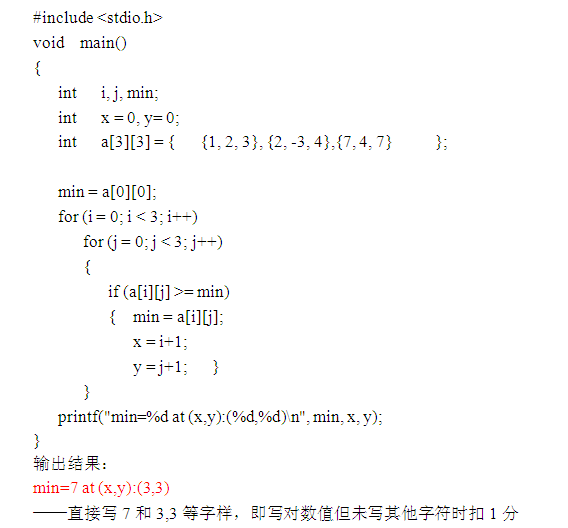 #include <stdio.h>
void main()
{
int i, j, min;
int x = 0, y= 0;
int a[3][3] = { {1, 2, 3}, {2, -3, 4},{7, 4, 7} };
min = a[0][0];
for (i = 0; i < 3; i++)
for (j = 0; j < 3; j++)
{
if (a[i][j] >= min)
{ min = a[i][j];
x = i+1;
y =j+1; }
}
printf("min=%d at (x,y):(%d,%d)\n", min, x, y);
}
输出结果：
min=7 at (x,y):(3,3)
——直接写 7 和 3,3 等字样，即写对数值但未写其他字符时扣 1 分